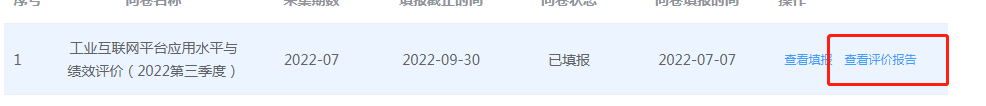 序号 问卷名称 采集期数 填报截止时间 问卷状态 问卷填报时间 操作
1 工业互联网平台应用水平与 2022-07 2022-09-30 已填报 2022-07-07 查看填报 查看评价报告
绩效评价（2022第三季度）